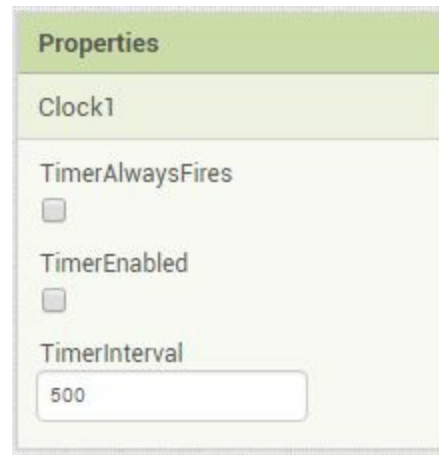 Properties
Clock1
TimerAlwaysFires
TimerEnabled
TimerInterval
500